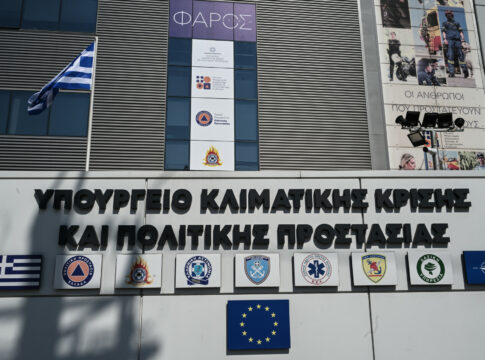 ΦΑΡΟΣ
ΟΙ ΑΝΘΡΩΠΟΙ
ΠΟΥ ΠΡΟΣΤΑΤΕΥΟΥΝ
ΥΠΟΥΡΓΕΙΟ ΚΛΙΜΑΤΙΚΗΣ ΚΡΙΣΗΣ
ΚΑΙ ΠΟΛΙΤΙΚΗΣ ΠΡΟΣΤΑΣΙΑΣ